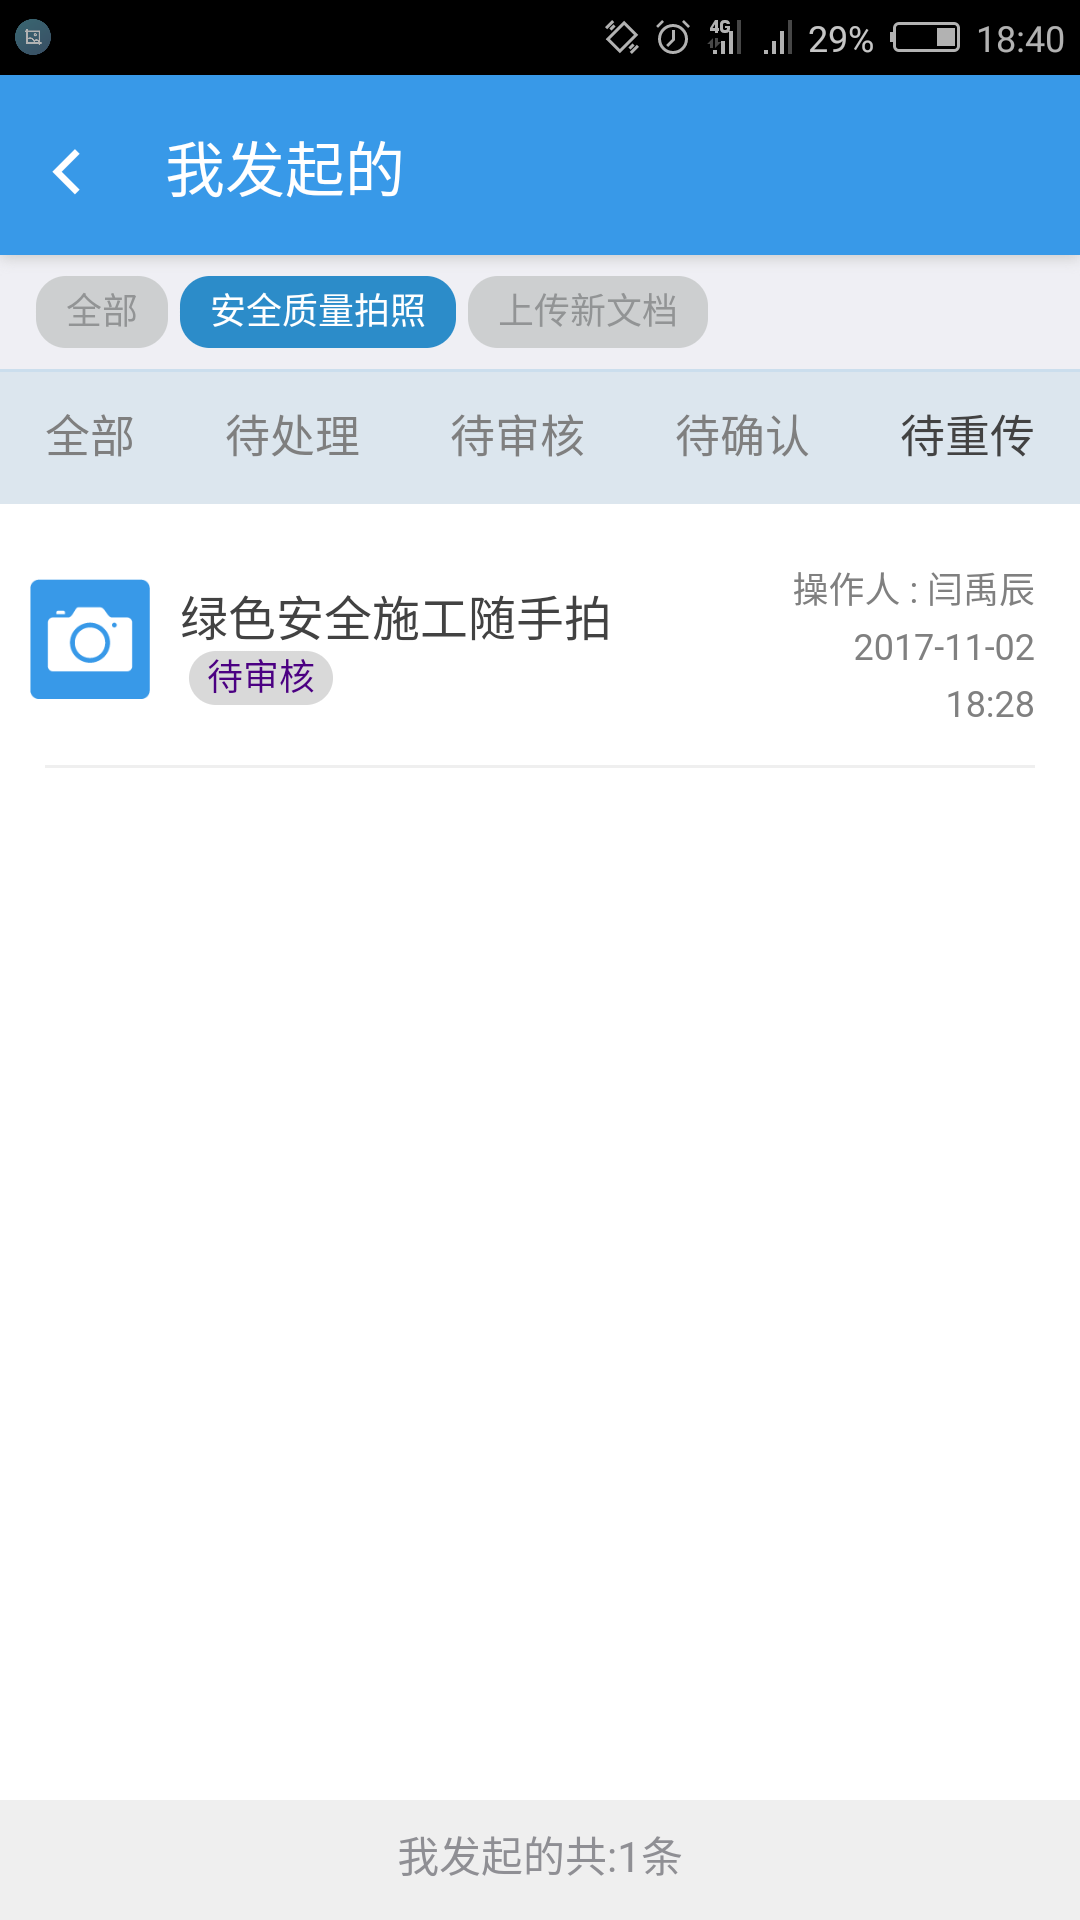 4G 29% 18:40
我发起的
全部 安全质量拍照 上传新文档
全部 待处理 待审核 待确认 待重传
绿色安全施工随手拍
待审核
操作人 : 闫禹辰
2017-11-02
18:28
我发起的共:1条